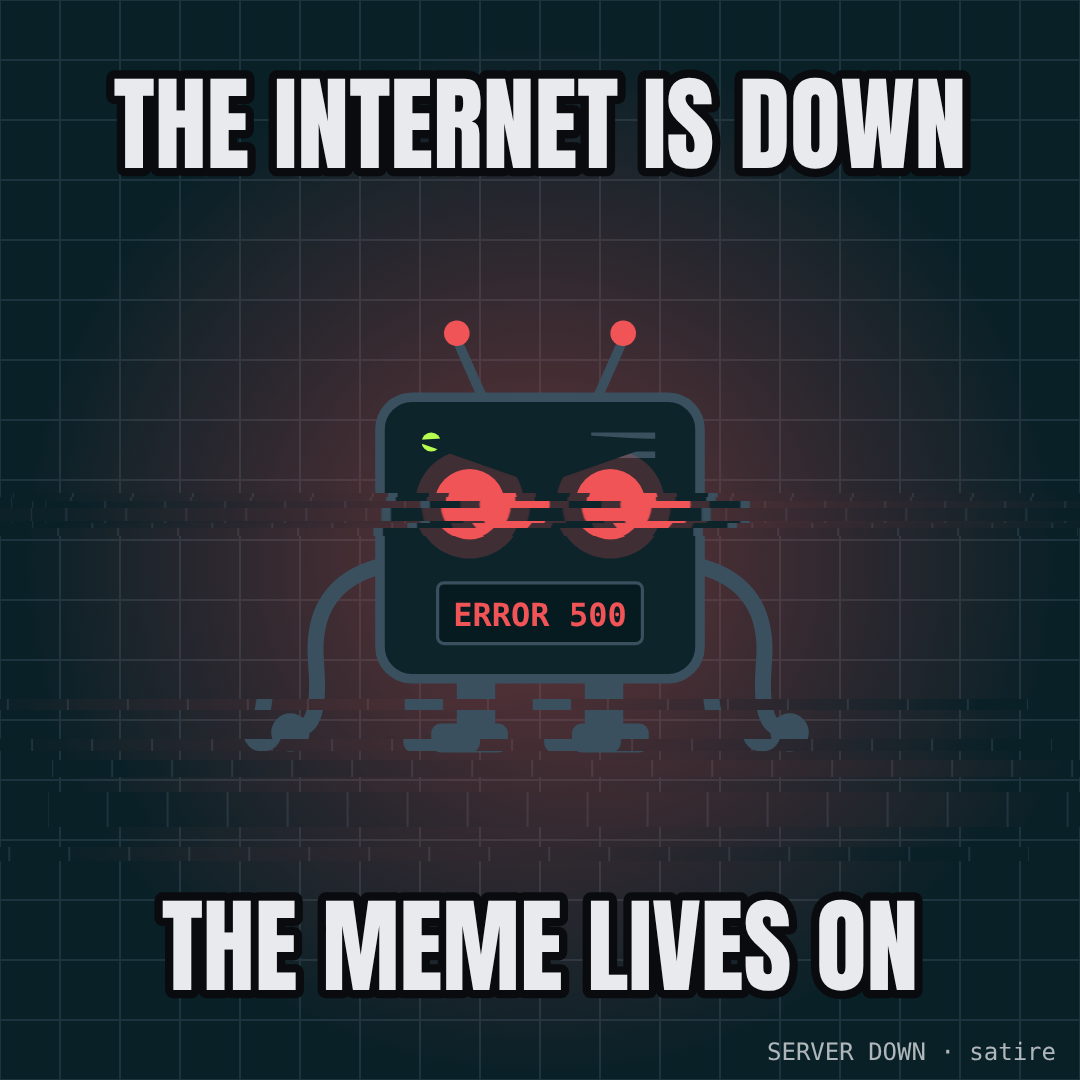 THE INTERNET IS DOWN
ERROR 500
THE MEME LIVES ON
SERVER DOWN · satire